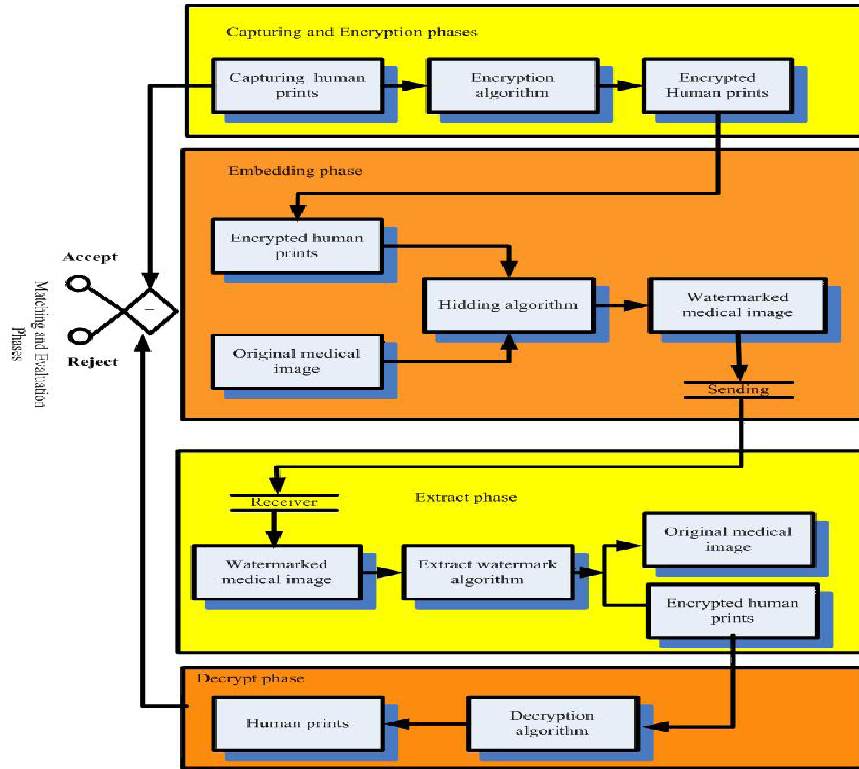 Capturing and Encryption phases
Capturing human
prints
Encryption
algorithm
Encrypted
Human prints
Embedding phase
Encrypted human
prints
Hidding algorithm
Watermarked
medical image
Original medical
image
Sending
Accept
Reject
Matching and Evaluation
Phases
Extract phase
Receiver
Watermarked
medical image
Extract watermark
algorithm
Original medical
image
Encrypted human
prints
Decrypt phase
Human prints
Decryption
algorithm